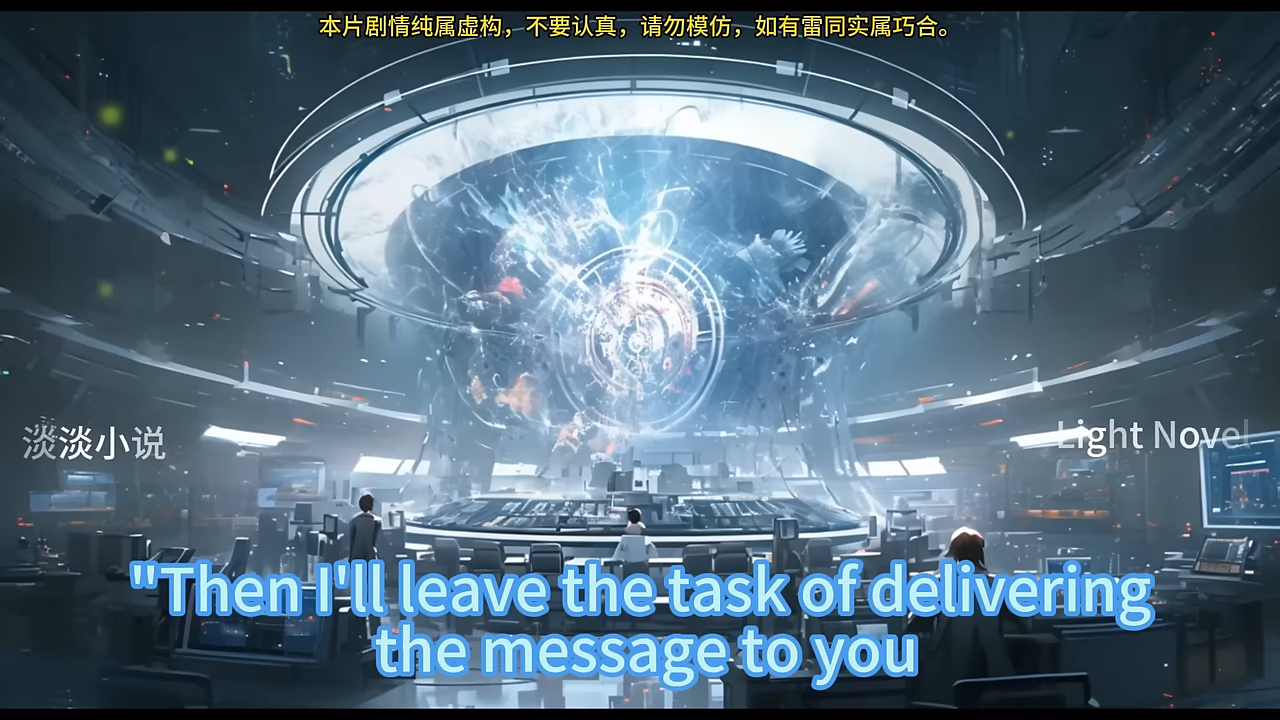 本片剧情纯属虚构，不要认真，请勿模仿，如有雷同实属巧合。
淡淡小说
Light Novel
"Then I'll leave the task of delivering
the message to you